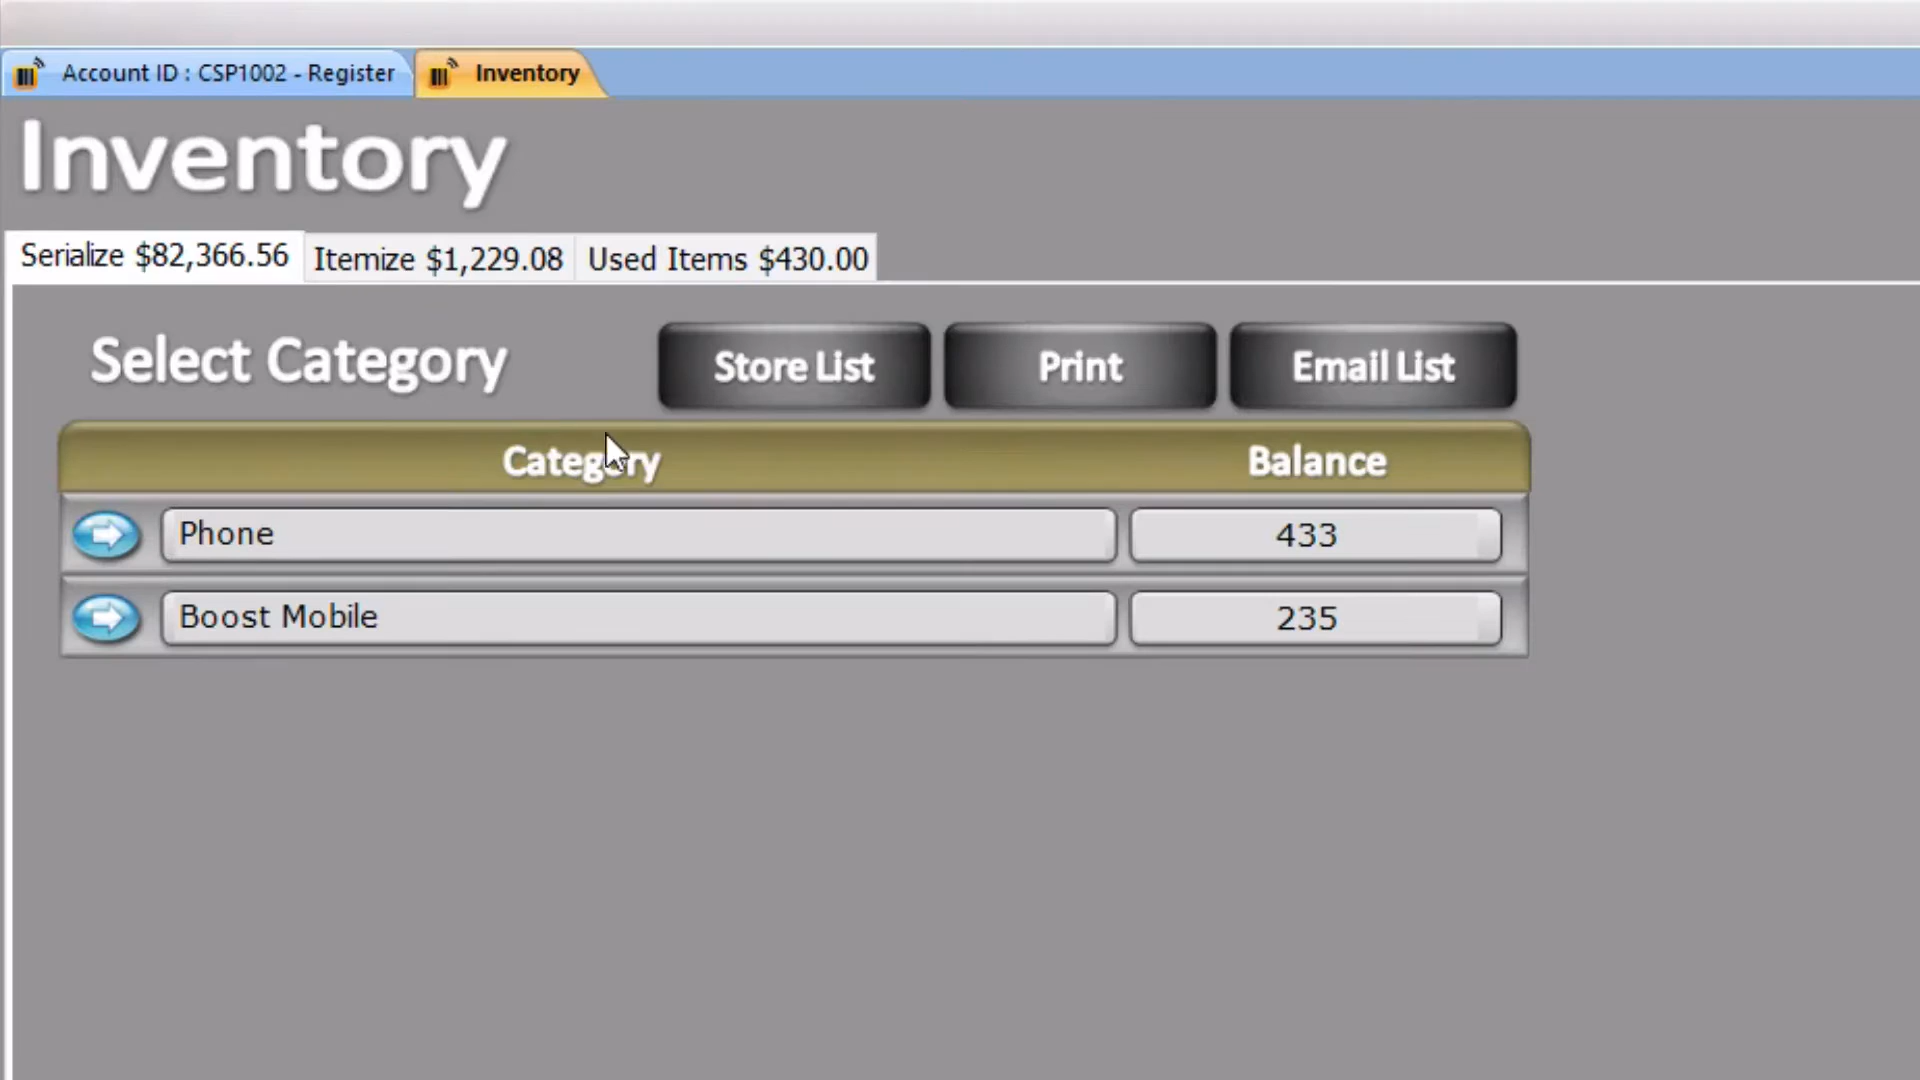 Account ID : CSP1002 - Register Inventory
Inventory
Serialize $82,366.56 Itemize $1,229.08 Used Items $430.00
Select Category Store List Print Email List
Category Balance
Phone 433
Boost Mobile 235